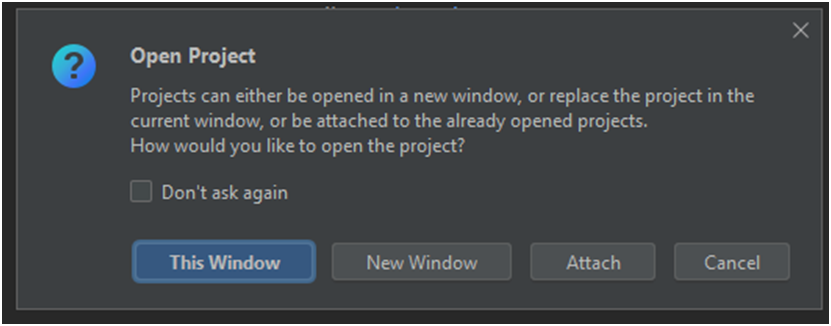 Open Project
Projects can either be opened in a new window, or replace the project in the
current window, or be attached to the already opened projects.
How would you like to open the project?
Don't ask again
This Window New Window Attach Cancel